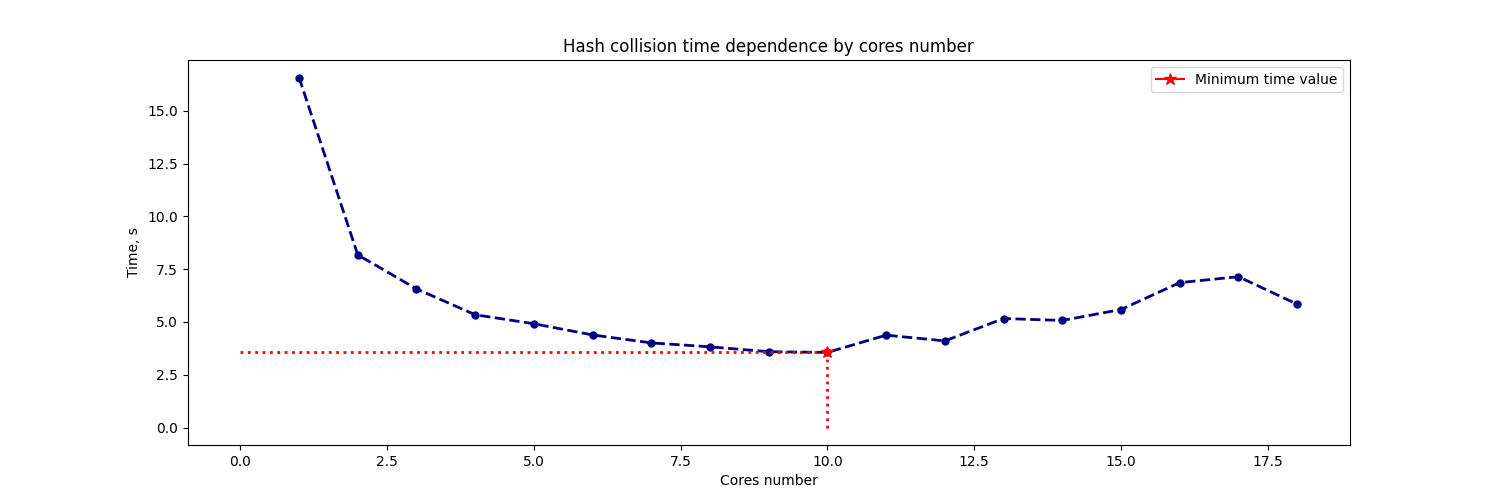 Hash collision time dependence by cores number
Minimum time value
Time, s
15.0
12.5
10.0
7.5
5.0
2.5
0.0
0.0 2.5 5.0 7.5 10.0 12.5 15.0 17.5
Cores number